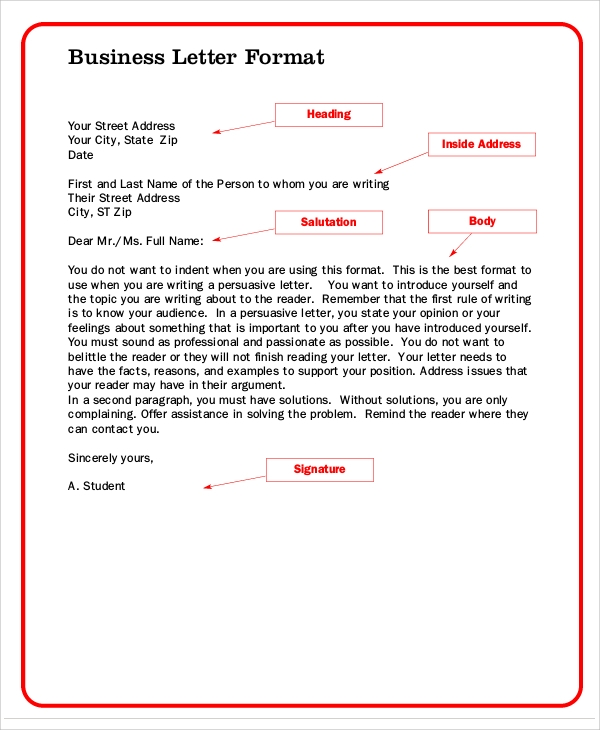 Business Letter Format
Heading
Your Street Address
Your City, State  Zip
Date
Inside Address
First and Last Name of the Person to whom you are writing
Their Street Address
City, ST Zip
Salutation
Body
Dear Mr./Ms. Full Name:
You do not want to indent when you are using this format.  This is the best format to
use when you are writing a persuasive letter.    You want to introduce yourself and
the topic you are writing about to the reader.  Remember that the first rule of writing
is to know your audience.  In a persuasive letter, you state your opinion or your
feelings about something that is important to you after you have introduced yourself.
You must sound as professional and passionate as possible.  You do not want to
belittle the reader or they will not finish reading your letter.  Your letter needs to
have the facts, reasons, and examples to support your position. Address issues that
your reader may have in their argument.
In a second paragraph, you must have solutions.  Without solutions, you are only
complaining. Offer assistance in solving the problem.  Remind the reader where they
can contact you.
Sincerely yours,
Signature
A. Student